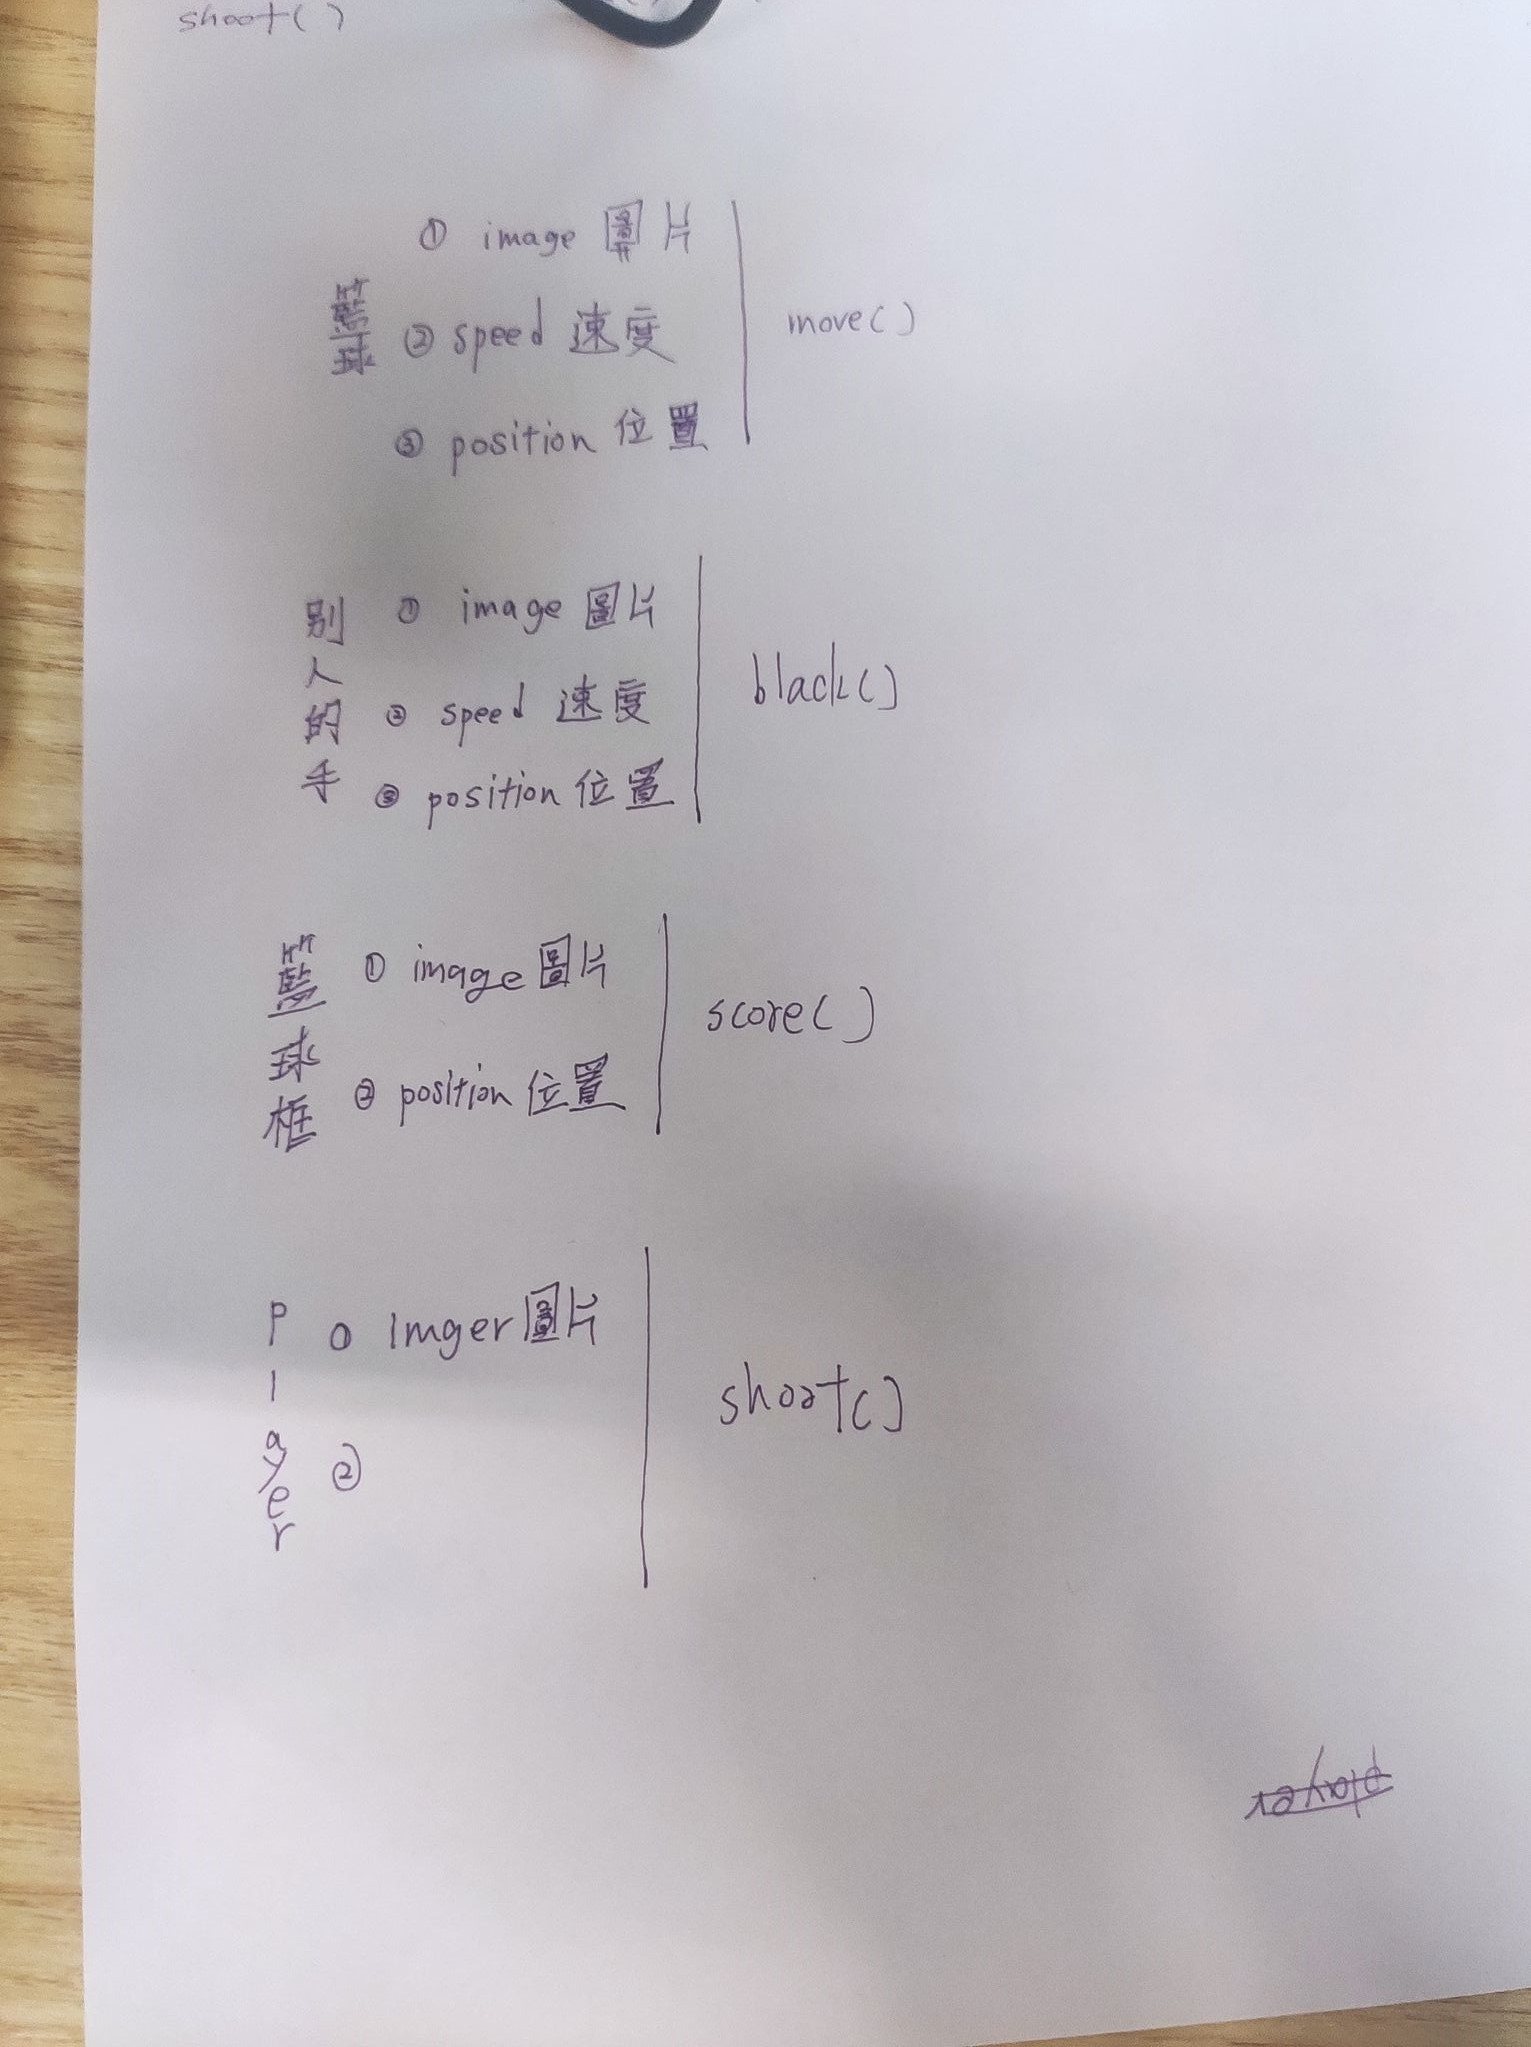 shoot()
籃球
① image 圖片
② speed 速度
③ position 位置
move()
別人的手
① image 圖片
② speed 速度
③ position 位置
black()
籃球框
① image 圖片
② position 位置
score()
player
① Imger 圖片
②
shoot()
player